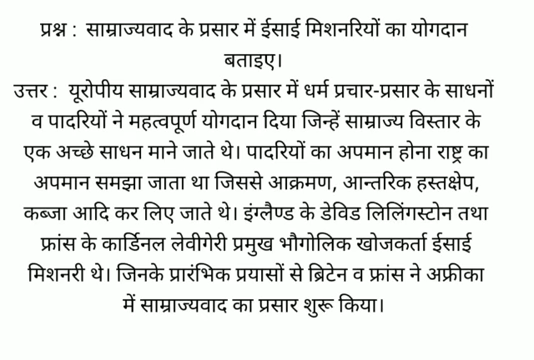 प्रश्न : साम्राज्यवाद के प्रसार में ईसाई मिशनरियों का योगदान
बताइए।
उत्तर : यूरोपीय साम्राज्यवाद के प्रसार में धर्म प्रचार-प्रसार के साधनों
व पादरियों ने महत्वपूर्ण योगदान दिया जिन्हें साम्राज्य विस्तार के
एक अच्छे साधन माने जाते थे। पादरियों का अपमान होना राष्ट्र का
अपमान समझा जाता था जिससे आक्रमण, आन्तरिक हस्तक्षेप,
कब्जा आदि कर लिए जाते थे। इंग्लैण्ड के डेविड लिलिंगस्टोन तथा
फ्रांस के कार्डिनल लेवीगेरी प्रमुख भौगोलिक खोजकर्ता ईसाई
मिशनरी थे। जिनके प्रारंभिक प्रयासों से ब्रिटेन व फ्रांस ने अफ्रीका
में साम्राज्यवाद का प्रसार शुरू किया।